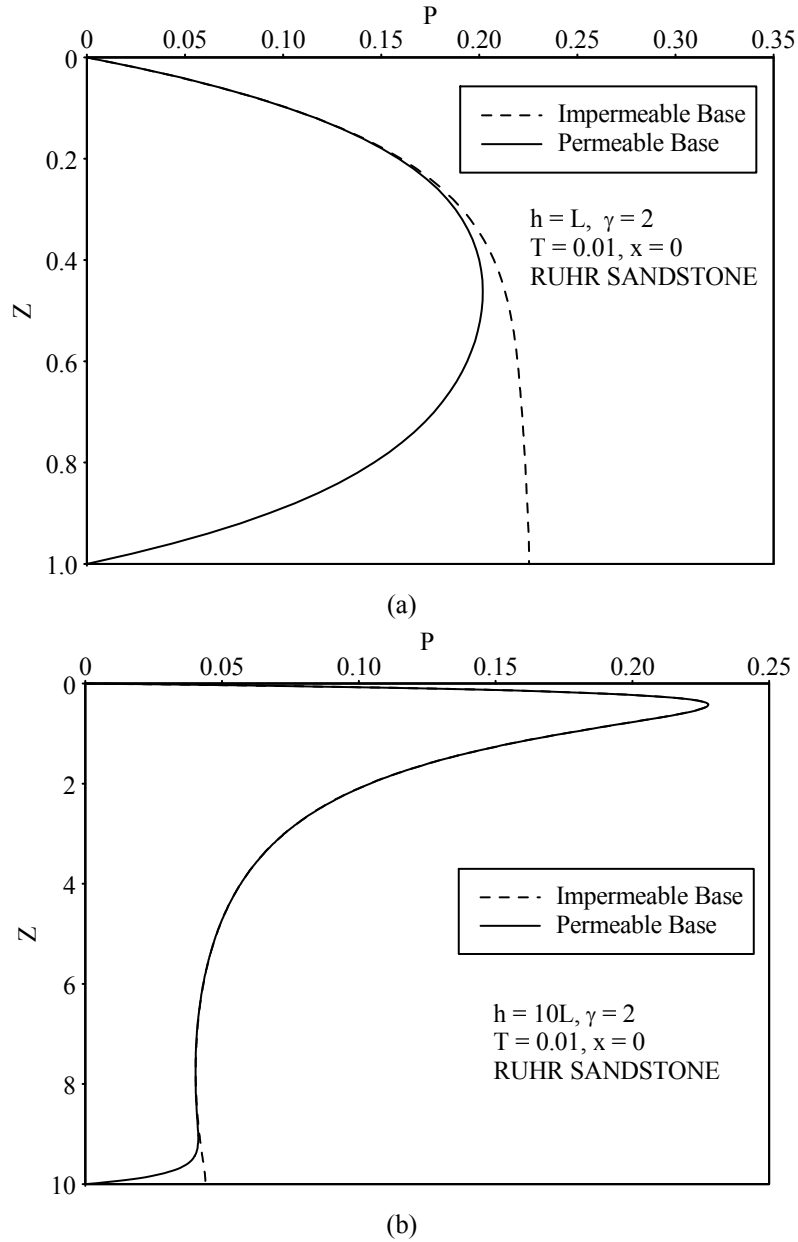 P
0 0.05 0.10 0.15 0.20 0.25 0.30 0.35
0
0.2
0.4
0.6
0.8
1.0
Z
Impermeable Base
Permeable Base
h = L, γ = 2
T = 0.01, x = 0
RUHR SANDSTONE
(a)
P
0 0.05 0.10 0.15 0.20 0.25
0
2
4
6
8
10
Z
Impermeable Base
Permeable Base
h = 10L, γ = 2
T = 0.01, x = 0
RUHR SANDSTONE
(b)